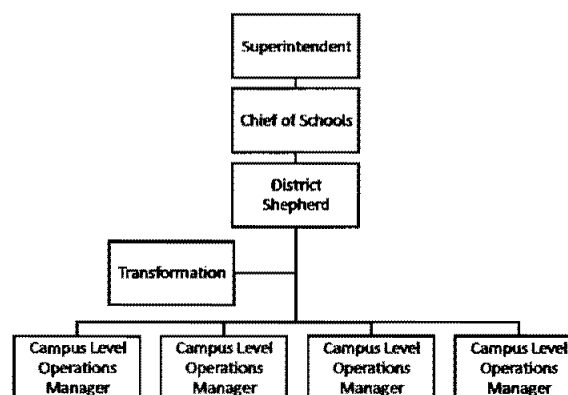 Superintendent
Chief of Schools
District
Shepherd
Transformation
Campus Level
Operations
Manager
Campus Level
Operations
Manager
Campus Level
Operations
Manager
Campus Level
Operations
Manager